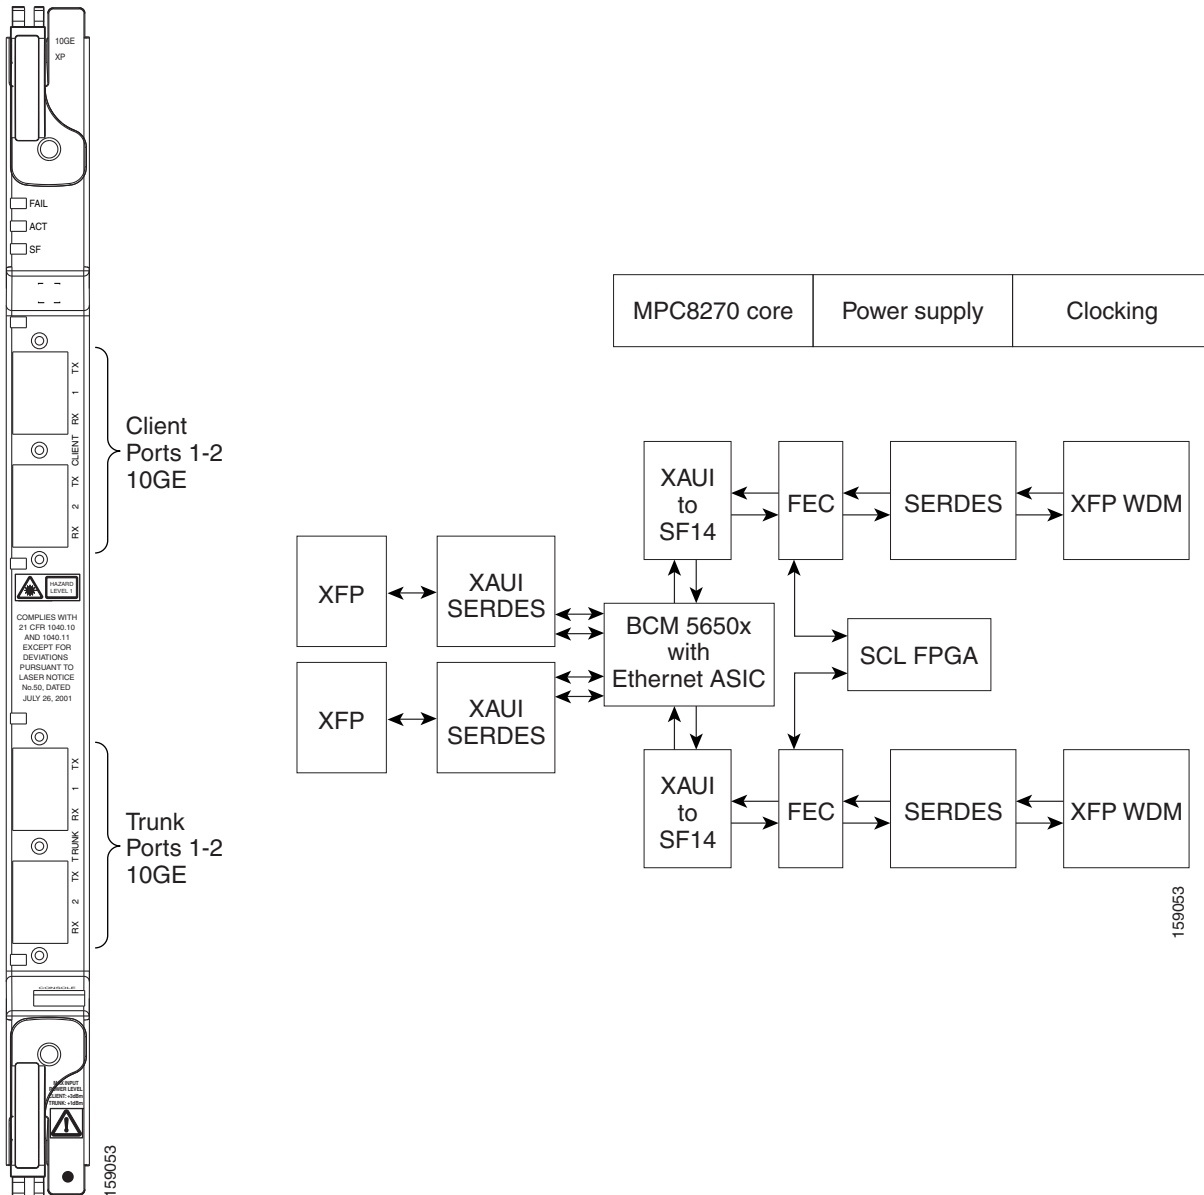 10GE
XP
FAIL
ACT
SF
RX 1 TX
CLIENT
RX 2 TX
Client
Ports 1-2
10GE
HAZARD
LEVEL 1
COMPLIES WITH
21 CFR 1040.10
AND 1040.11
EXCEPT FOR
DEVIATIONS
PURSUANT TO
LASER NOTICE
No.50, DATED
JULY 26, 2001
RX 1 TX
TRUNK
RX 2 TX
Trunk
Ports 1-2
10GE
CONSOLE
MAX INPUT
POWER LEVEL
CLIENT: +3dBm
TRUNK: +1dBm
159053
MPC8270 core
Power supply
Clocking
XAUI
to
SF14
FEC
SERDES
XFP WDM
XFP
XAUI
SERDES
BCM 5650x
with
Ethernet ASIC
SCL FPGA
XFP
XAUI
SERDES
XAUI
to
SF14
FEC
SERDES
XFP WDM
159053